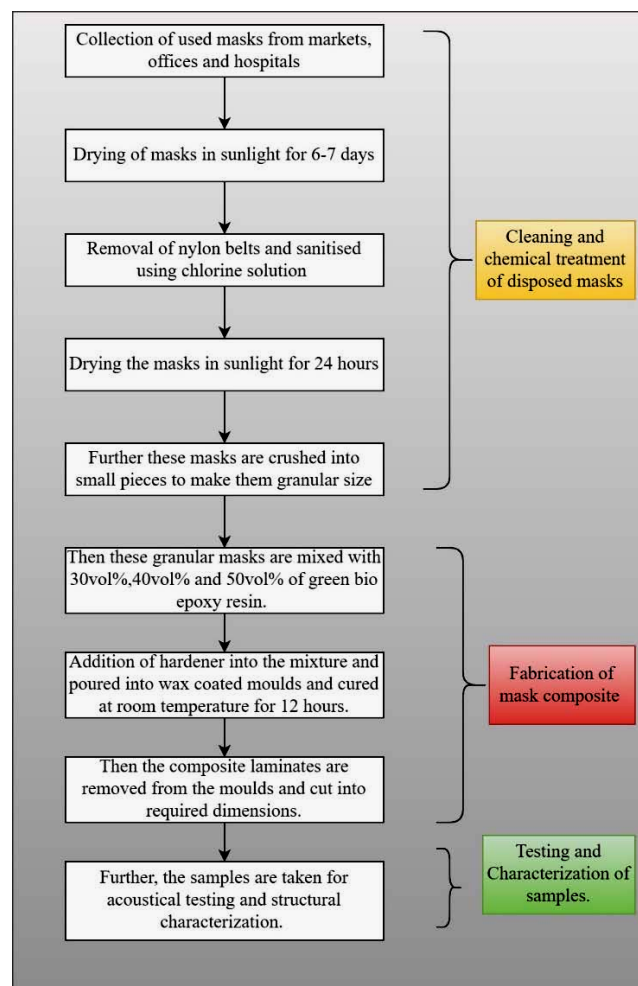 Collection of used masks from markets,
offices and hospitals
Drying of masks in sunlight for 6-7 days
Removal of nylon belts and sanitised
using chlorine solution
Drying the masks in sunlight for 24 hours
Further these masks are crushed into
small pieces to make them granular size
Cleaning and
chemical treatment
of disposed masks
Then these granular masks are mixed with
30vol%,40vol% and 50vol% of green bio
epoxy resin.
Addition of hardener into the mixture and
poured into wax coated moulds and cured
at room temperature for 12 hours.
Then the composite laminates are
removed from the moulds and cut into
required dimensions.
Fabrication of
mask composite
Further, the samples are taken for
acoustical testing and structural
characterization.
Testing and
Characterization of
samples.